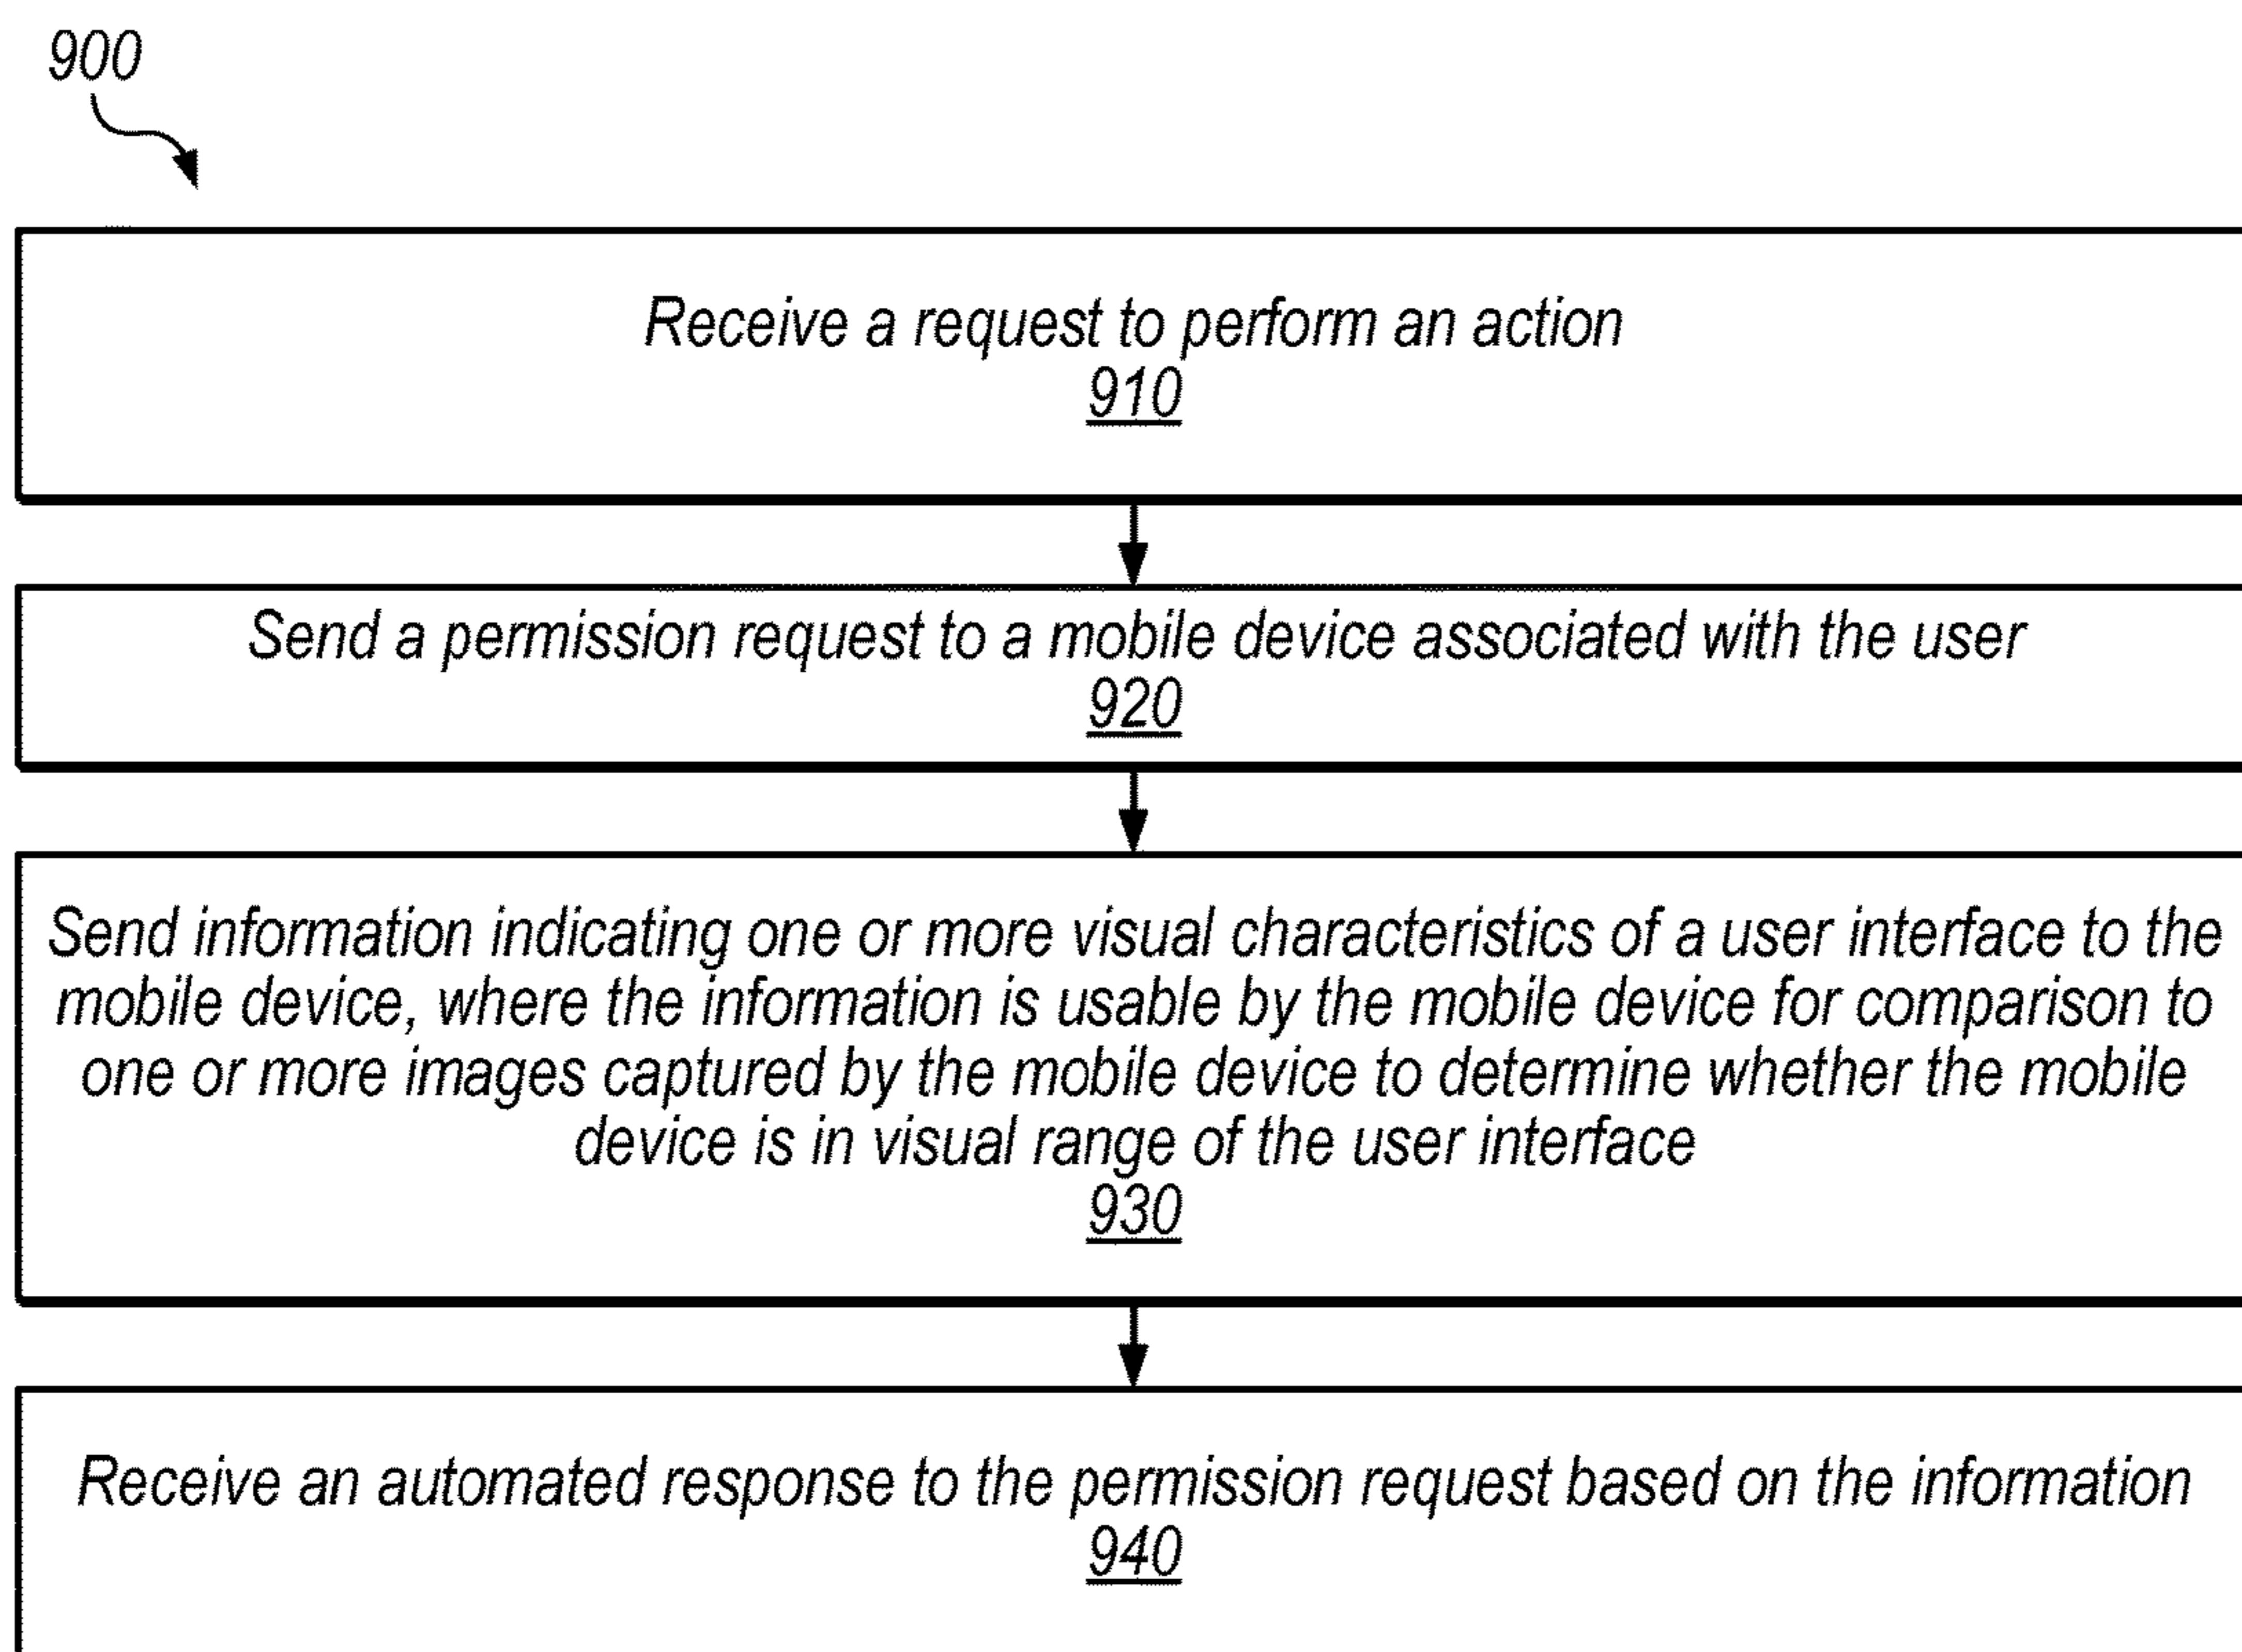 900
Receive a request to perform an action
910
Send a permission request to a mobile device associated with the user
920
Send information indicating one or more visual characteristics of a user interface to the
mobile device, where the information is usable by the mobile device for comparison to
one or more images captured by the mobile device to determine whether the mobile
device is in visual range of the user interface
930
Receive an automated response to the permission request based on the information
940